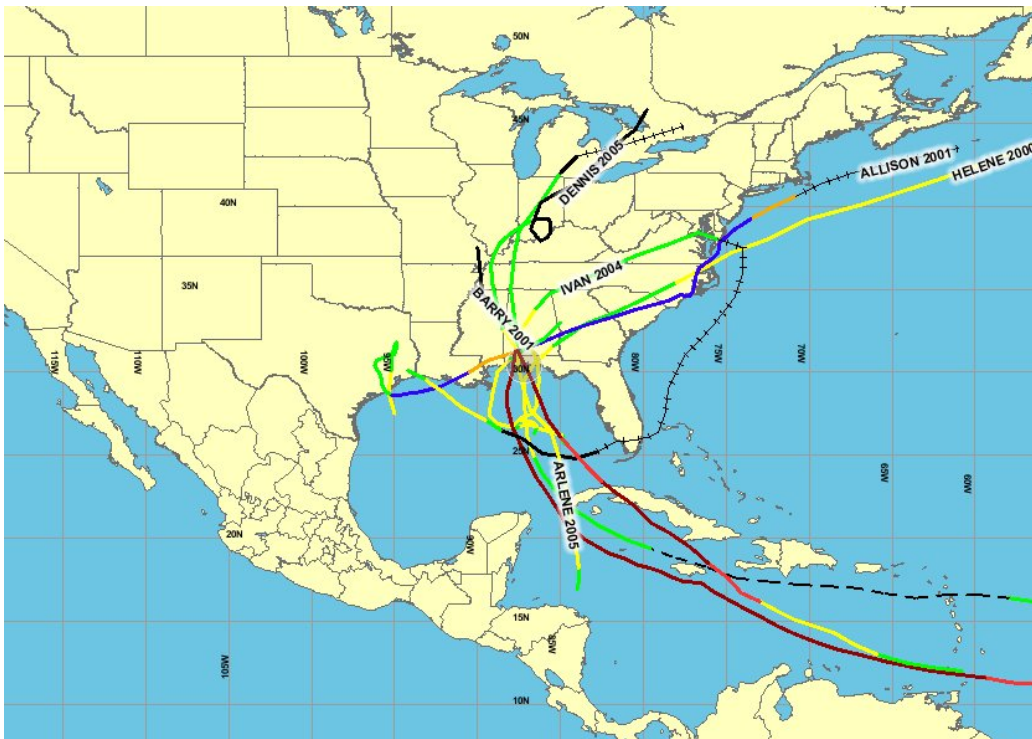 50N
45N
DENNIS 2005
ALLISON 2001
HELENE 2000
40N
IVAN 2004
35N
BARRY 2001
115W
110W
100W
95W
30N
80W
75W
70W
25N
ARLENE 2005
65W
60W
20N
90W
15N
85W
105W
10N